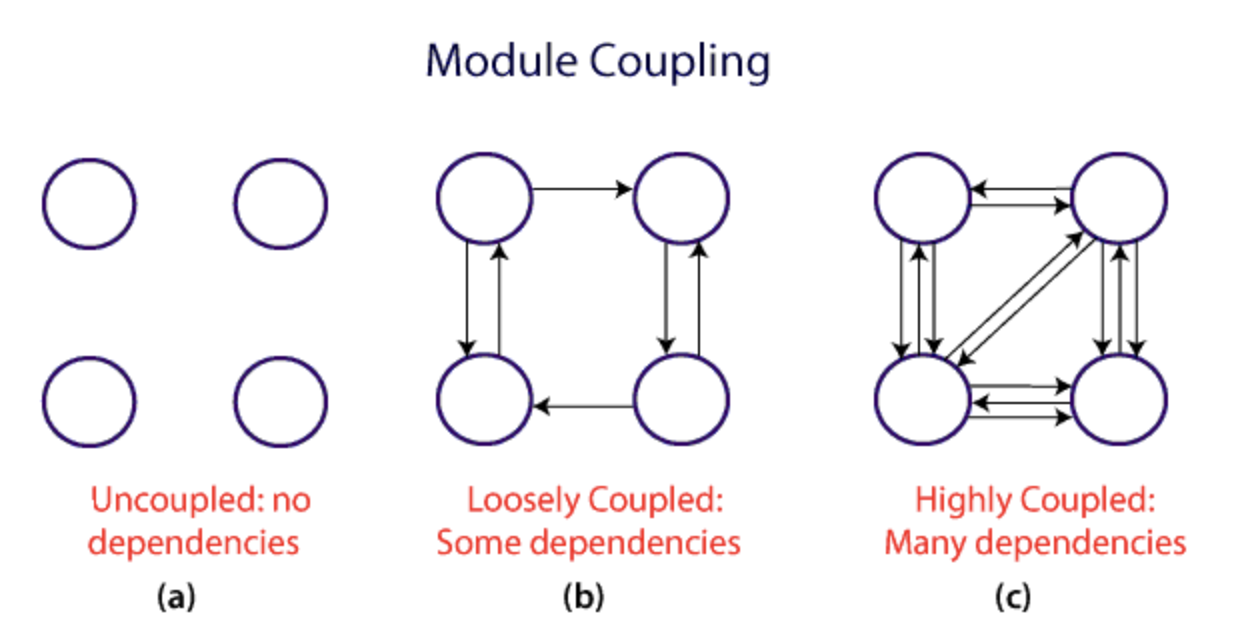 Module Coupling
Uncoupled: no
dependencies
(a)
Loosely Coupled:
Some dependencies
(b)
Highly Coupled:
Many dependencies
(c)